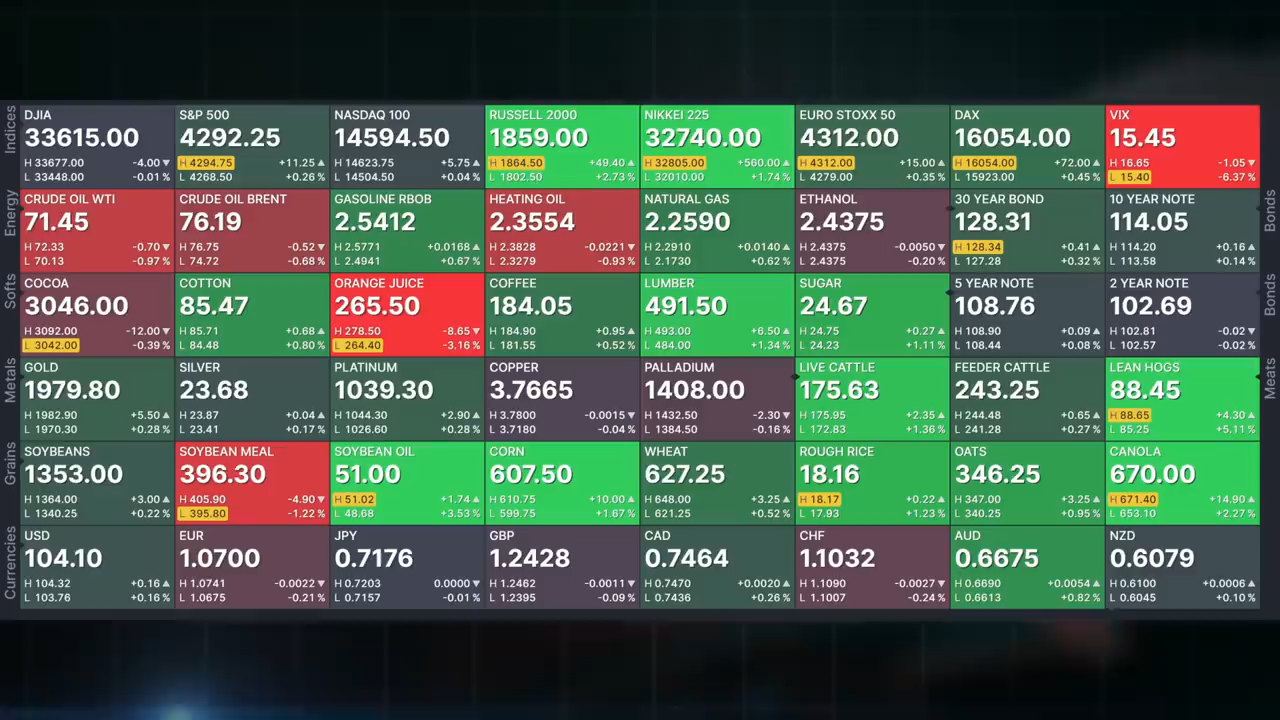 Indices
DJIA S&P 500 NASDAQ 100 RUSSELL 2000 NIKKEI 225 EURO STOXX 50 DAX VIX
33615.00 4292.25 14594.50 1859.00 32740.00 4312.00 16054.00 15.45
H 33677.00 -4.00 ▼ H 4294.75 +11.25 ▲ H 14623.75 +5.75 ▲ H 1864.50 +49.40 ▲ H 32805.00 +560.00 ▲ H 4312.00 +15.00 ▲ H 16054.00 +72.00 ▲ H 16.65 -1.05 ▼
L 33448.00 -0.01 % L 4268.50 +0.26 % L 14504.50 +0.04 % L 1802.50 +2.73 % L 32010.00 +1.74 % L 4279.00 +0.35 % L 15923.00 +0.45 % L 15.40 -6.37 %
Energy Bonds
CRUDE OIL WTI CRUDE OIL BRENT GASOLINE RBOB HEATING OIL NATURAL GAS ETHANOL 30 YEAR BOND 10 YEAR NOTE
71.45 76.19 2.5412 2.3554 2.2590 2.4375 128.31 114.05
H 72.33 -0.70 ▼ H 76.75 -0.52 ▼ H 2.5771 +0.0168 ▲ H 2.3828 -0.0221 ▼ H 2.2910 +0.0140 ▲ H 2.4375 -0.0050 ▼ H 128.34 +0.41 ▲ H 114.20 +0.16 ▲
L 70.13 -0.97 % L 74.72 -0.68 % L 2.4941 +0.67 % L 2.3279 -0.93 % L 2.1730 +0.62 % L 2.4375 -0.20 % L 127.28 +0.32 % L 113.58 +0.14 %
Softs Bonds
COCOA COTTON ORANGE JUICE COFFEE LUMBER SUGAR 5 YEAR NOTE 2 YEAR NOTE
3046.00 85.47 265.50 184.05 491.50 24.67 108.76 102.69
H 3092.00 -12.00 ▼ H 85.71 +0.68 ▲ H 278.50 -8.65 ▼ H 184.90 +0.95 ▲ H 493.00 +6.50 ▲ H 24.75 +0.27 ▲ H 108.90 +0.09 ▲ H 102.81 -0.02 ▼
L 3042.00 -0.39 % L 84.48 +0.80 % L 264.40 -3.16 % L 181.55 +0.52 % L 484.00 +1.34 % L 24.23 +1.11 % L 108.44 +0.08 % L 102.57 -0.02 %
Metals Meats
GOLD SILVER PLATINUM COPPER PALLADIUM LIVE CATTLE FEEDER CATTLE LEAN HOGS
1979.80 23.68 1039.30 3.7665 1408.00 175.63 243.25 88.45
H 1982.90 +5.50 ▲ H 23.87 +0.04 ▲ H 1044.30 +2.90 ▲ H 3.7800 -0.0015 ▼ H 1432.50 -2.30 ▼ H 175.95 +2.35 ▲ H 244.48 +0.65 ▲ H 88.65 +4.30 ▲
L 1970.30 +0.28 % L 23.41 +0.17 % L 1026.60 +0.28 % L 3.7180 -0.04 % L 1384.50 -0.16 % L 172.83 +1.36 % L 241.28 +0.27 % L 85.25 +5.11 %
Grains
SOYBEANS SOYBEAN MEAL SOYBEAN OIL CORN WHEAT ROUGH RICE OATS CANOLA
1353.00 396.30 51.00 607.50 627.25 18.16 346.25 670.00
H 1364.00 +3.00 ▲ H 405.90 -4.90 ▼ H 51.02 +1.74 ▲ H 610.75 +10.00 ▲ H 648.00 +3.25 ▲ H 18.17 +0.22 ▲ H 347.00 +3.25 ▲ H 671.40 +14.90 ▲
L 1340.25 +0.22 % L 395.80 -1.22 % L 48.68 +3.53 % L 599.75 +1.67 % L 621.25 +0.52 % L 17.93 +1.23 % L 340.25 +0.95 % L 653.10 +2.27 %
Currencies
USD EUR JPY GBP CAD CHF AUD NZD
104.10 1.0700 0.7176 1.2428 0.7464 1.1032 0.6675 0.6079
H 104.32 +0.16 ▲ H 1.0741 -0.0022 ▼ H 0.7203 0.0000 ▼ H 1.2462 -0.0011 ▼ H 0.7470 +0.0020 ▲ H 1.1090 -0.0027 ▼ H 0.6690 +0.0054 ▲ H 0.6100 +0.0006 ▲
L 103.76 +0.16 % L 1.0675 -0.21 % L 0.7157 -0.01 % L 1.2395 -0.09 % L 0.7436 +0.26 % L 1.1007 -0.24 % L 0.6613 +0.82 % L 0.6045 +0.10 %